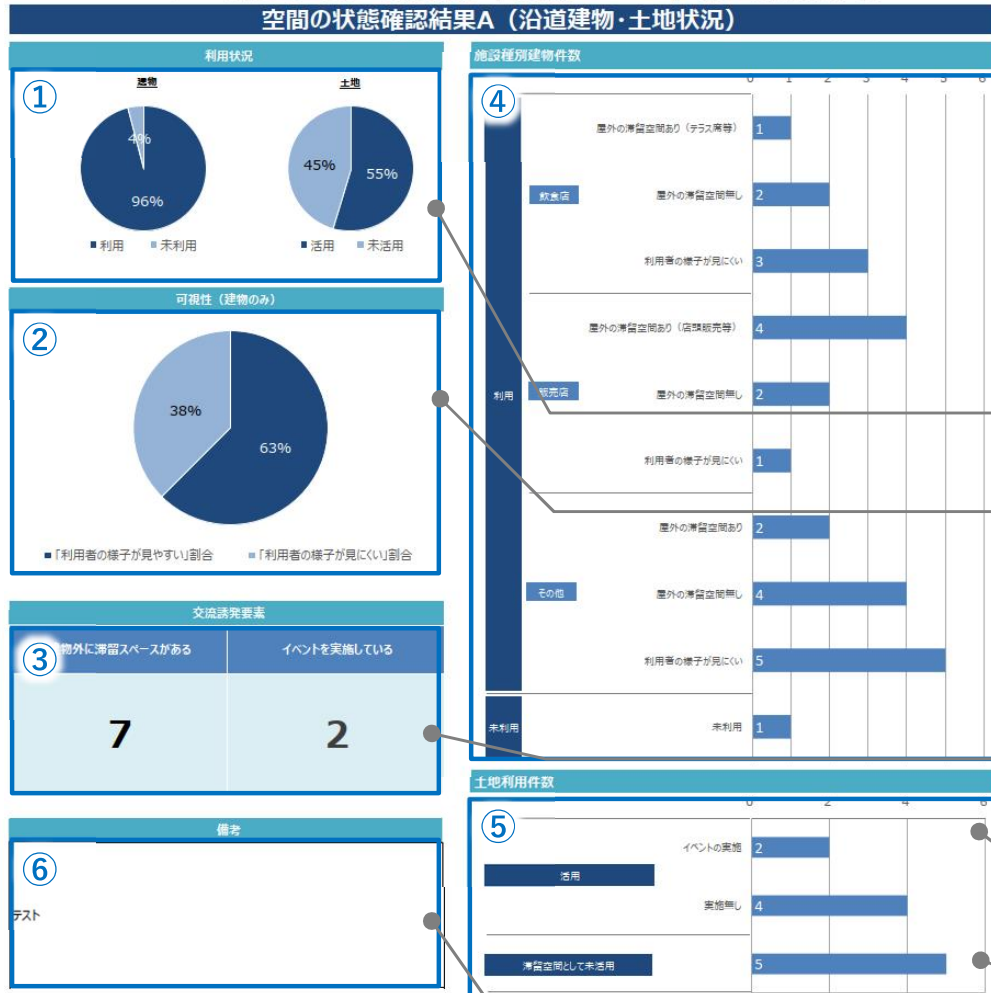 空間の状態確認結果A（沿道建物・土地状況）
利用状況
①
建物
4%
96%
■利用 ■未利用
土地
45%
55%
■活用 ■未活用
可視性（建物のみ）
②
38%
63%
■「利用者の様子が見やすい」割合 ■「利用者の様子が見にくい」割合
交流誘発要素
③
物外に滞留スペースがある
イベントを実施している
7
2
備考
⑥
テスト
施設種別建物件数
④
0 1 2 3 4 5 6
利用
飲食店
屋外の滞留空間あり（テラス席等） 1
屋外の滞留空間無し 2
利用者の様子が見にくい 3
販売店
屋外の滞留空間あり（店頭販売等） 4
屋外の滞留空間無し 2
利用者の様子が見にくい 1
その他
屋外の滞留空間あり 2
屋外の滞留空間無し 4
利用者の様子が見にくい 5
未利用
未利用 1
土地利用件数
⑤
0 2 4 6
活用
イベントの実施 2
実施無し 4
滞留空間として未活用 5